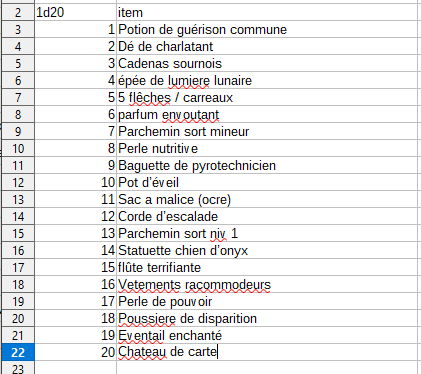 2 1d20 item
3 1 Potion de guérison commune
4 2 Dé de charlatant
5 3 Cadenas sournois
6 4 épée de lumiere lunaire
7 5 5 flêches / carreaux
8 6 parfum envoutant
9 7 Parchemin sort mineur
10 8 Perle nutritive
11 9 Baguette de pyrotechnicien
12 10 Pot d'éveil
13 11 Sac a malice (ocre)
14 12 Corde d'escalade
15 13 Parchemin sort niv 1
16 14 Statuette chien d'onyx
17 15 flûte terrifiante
18 16 Vetements racommodeurs
19 17 Perle de pouvoir
20 18 Poussiere de disparition
21 19 Eventail enchanté
22 20 Chateau de carte
23